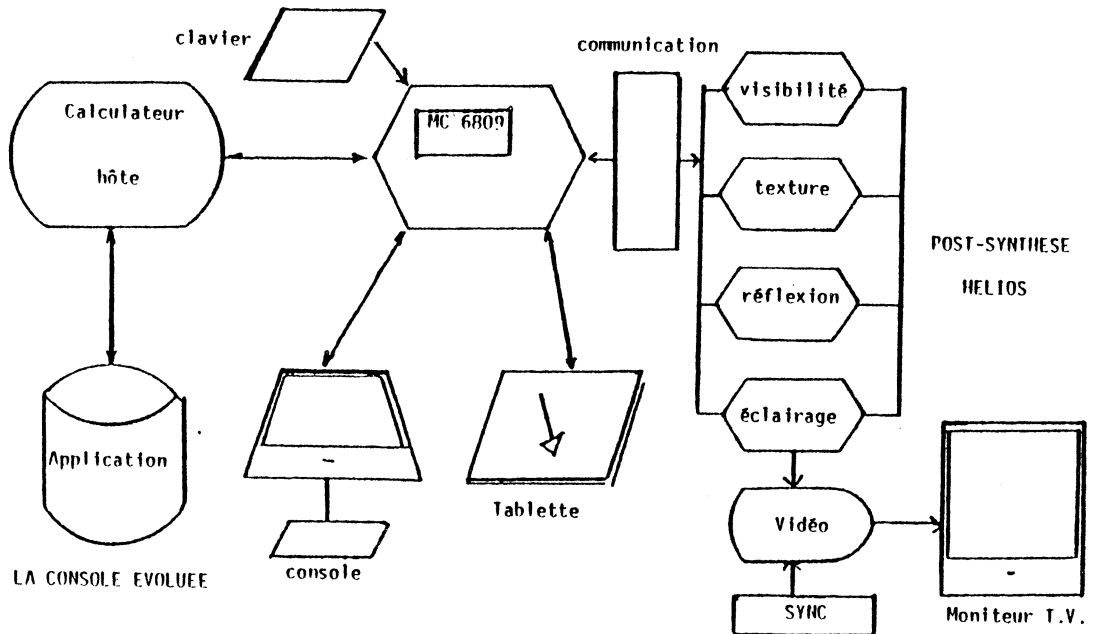 clavier
communication
Calculateur
hôte
MC 6809
visibilité
texture
POST-SYNTHESE
HELIOS
réflexion
éclairage
Application
Tablette
Vidéo
console
LA CONSOLE EVOLUEE
SYNC
Moniteur T.V.